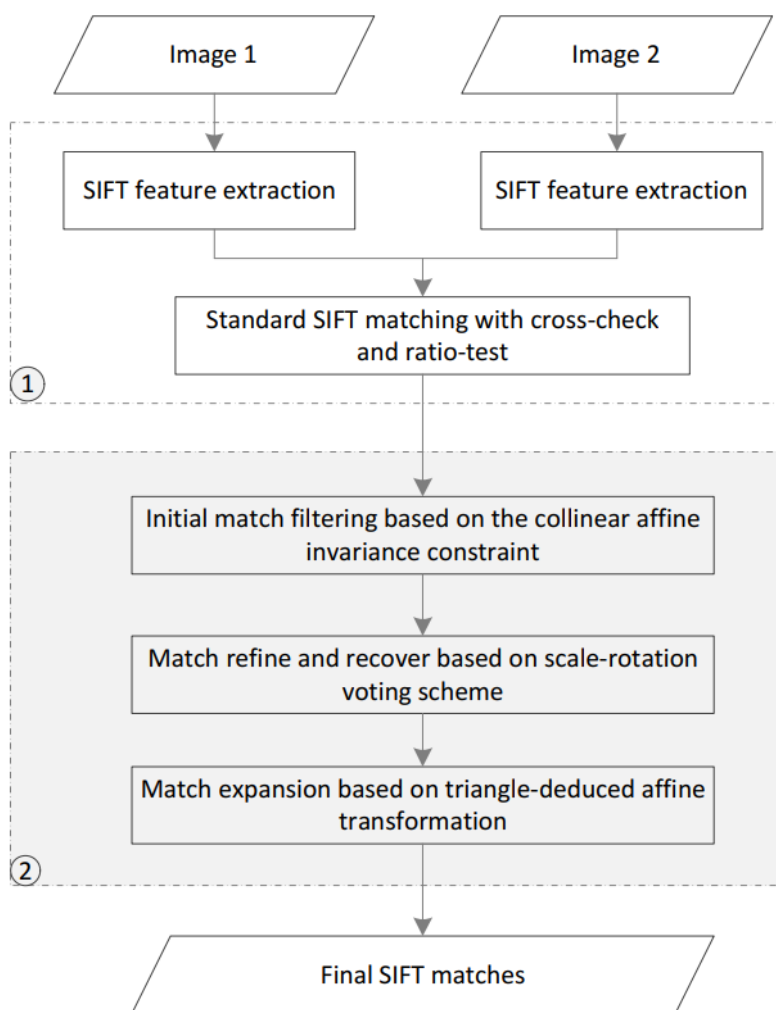 Image 1
Image 2
SIFT feature extraction
SIFT feature extraction
Standard SIFT matching with cross-check
and ratio-test
1
Initial match filtering based on the collinear affine
invariance constraint
Match refine and recover based on scale-rotation
voting scheme
Match expansion based on triangle-deduced affine
transformation
2
Final SIFT matches